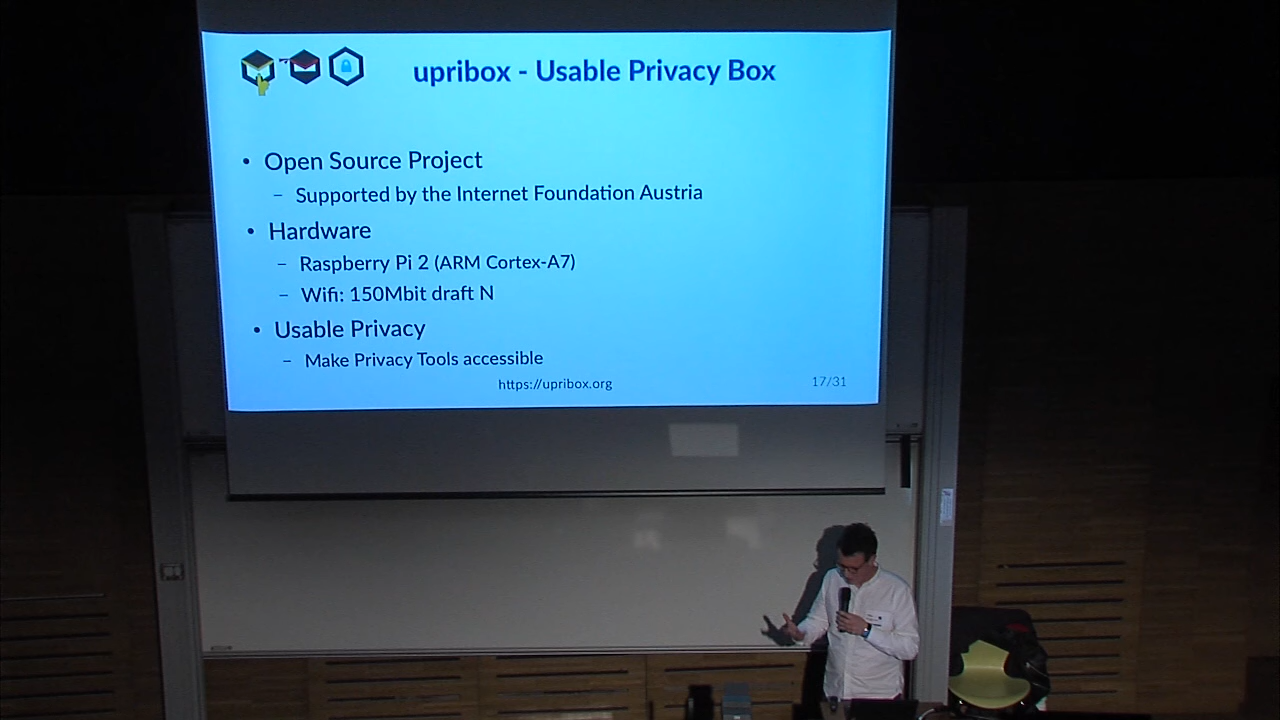 upribox - Usable Privacy Box
• Open Source Project
– Supported by the Internet Foundation Austria
• Hardware
– Raspberry Pi 2 (ARM Cortex-A7)
– Wifi: 150Mbit draft N
• Usable Privacy
– Make Privacy Tools accessible
https://upribox.org
17/31